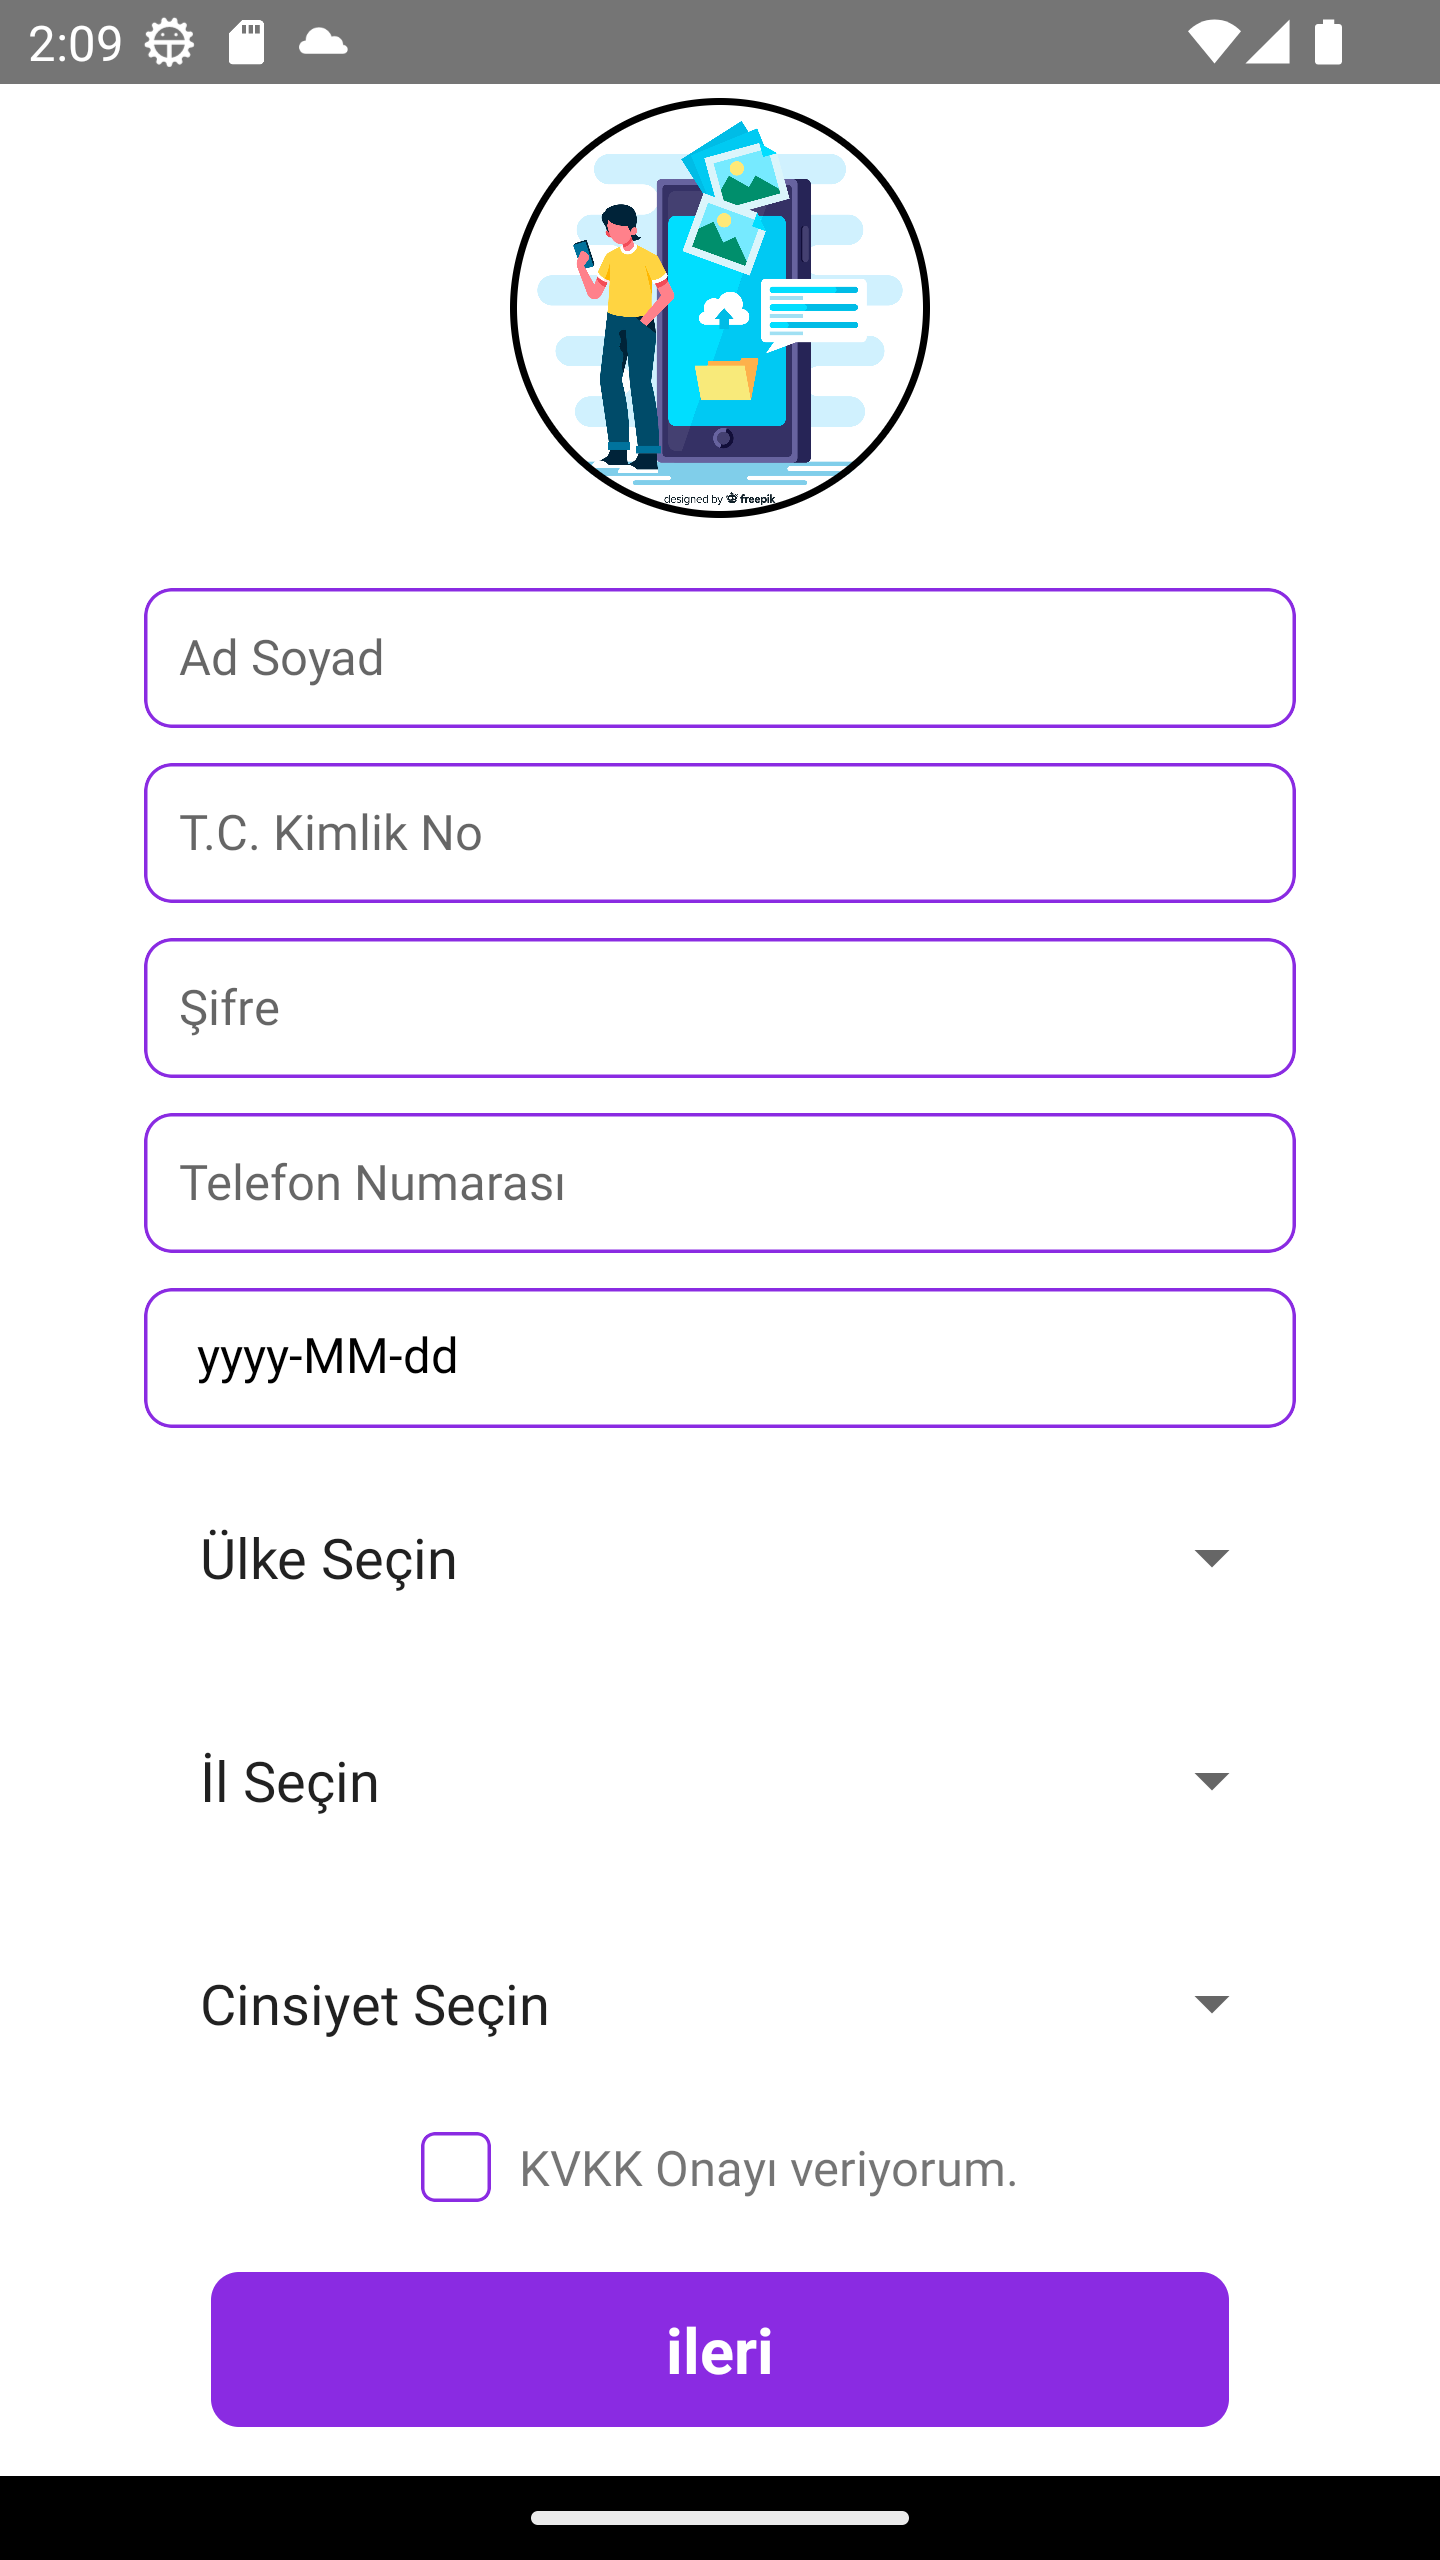 2:09
designed by freepik
Ad Soyad
T.C. Kimlik No
Şifre
Telefon Numarası
yyyy-MM-dd
Ülke Seçin
İl Seçin
Cinsiyet Seçin
KVKK Onayı veriyorum.
ileri